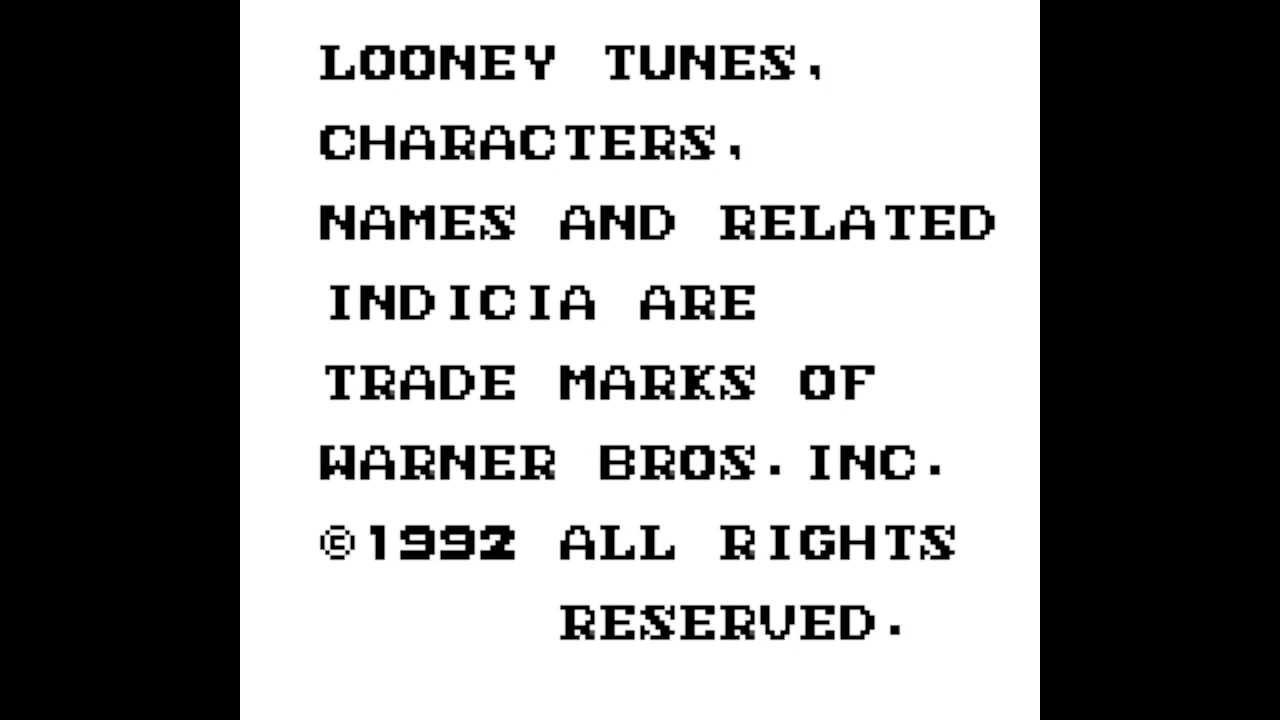 LOONEY TUNES,
CHARACTERS,
NAMES AND RELATED
INDICIA ARE
TRADE MARKS OF
WARNER BROS.INC.
©1992 ALL RIGHTS
RESERVED.